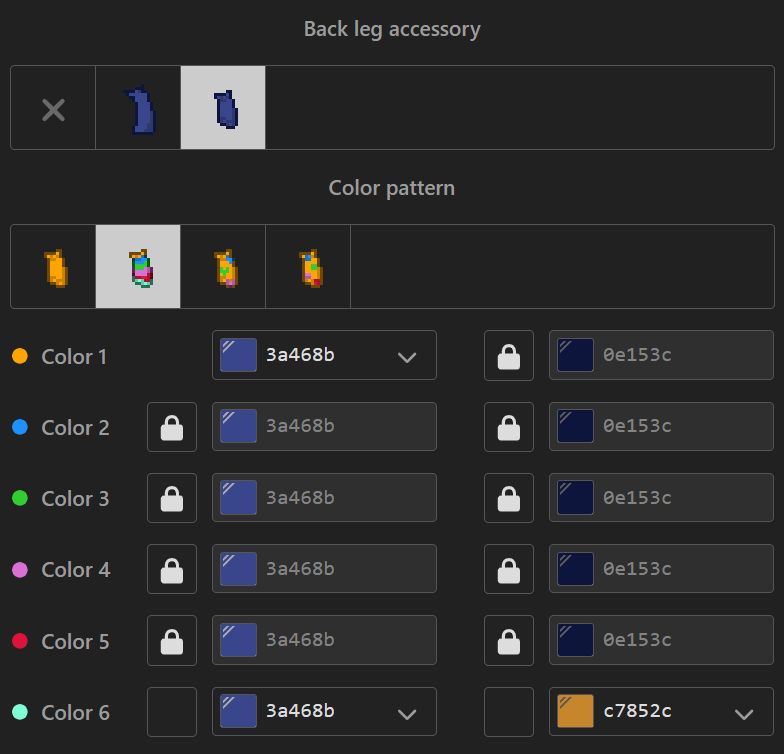 Back leg accessory
Color pattern
Color 1 3a468b 0e153c
Color 2 3a468b 0e153c
Color 3 3a468b 0e153c
Color 4 3a468b 0e153c
Color 5 3a468b 0e153c
Color 6 3a468b c7852c